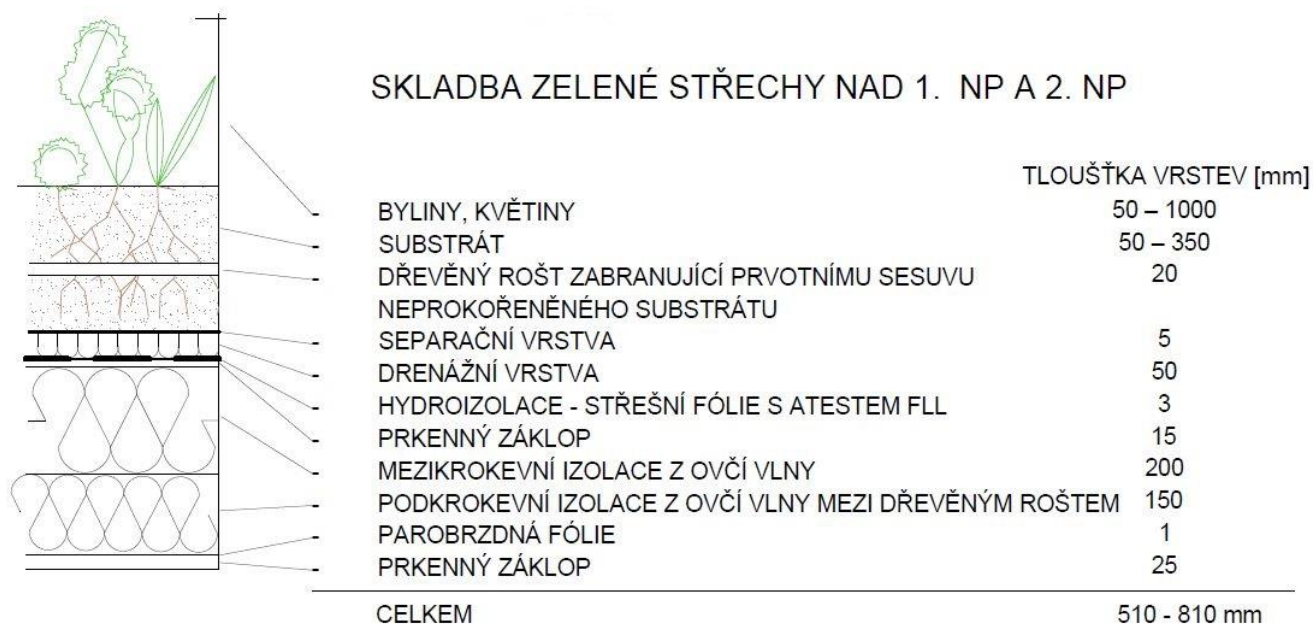 SKLADBA ZELENÉ STŘECHY NAD 1. NP A 2. NP
TLOUŠŤKA VRSTEV [mm]
- BYLINY, KVĚTINY 50 – 1000
- SUBSTRÁT 50 – 350
- DŘEVĚNÝ ROŠT ZABRANUJÍCÍ PRVOTNÍMU SESUVU 20
NEPROKOŘENĚNÉHO SUBSTRÁTU
- SEPARAČNÍ VRSTVA 5
- DRENÁŽNÍ VRSTVA 50
- HYDROIZOLACE - STŘEŠNÍ FÓLIE S ATESTEM FLL 3
- PRKENNÝ ZÁKLOP 15
- MEZIKROKEVNÍ IZOLACE Z OVČÍ VLNY 200
- PODKROKEVNÍ IZOLACE Z OVČÍ VLNY MEZI DŘEVĚNÝM ROŠTEM 150
- PAROBRZDNÁ FÓLIE 1
- PRKENNÝ ZÁKLOP 25
CELKEM 510 - 810 mm